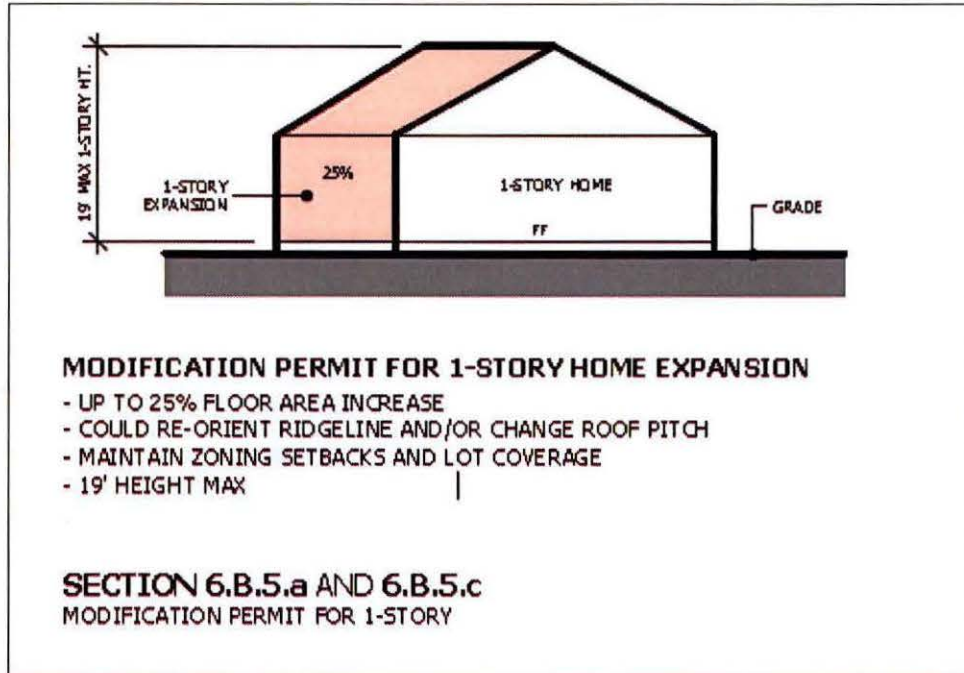 19' MAX 1-STORY HT.
25%
1-STORY
EXPANSION
1-STORY HOME
GRADE
FF
MODIFICATION PERMIT FOR 1-STORY HOME EXPANSION
- UP TO 25% FLOOR AREA INCREASE
- COULD RE-ORIENT RIDGELINE AND/OR CHANGE ROOF PITCH
- MAINTAIN ZONING SETBACKS AND LOT COVERAGE
- 19' HEIGHT MAX
SECTION 6.B.5.a AND 6.B.5.c
MODIFICATION PERMIT FOR 1-STORY